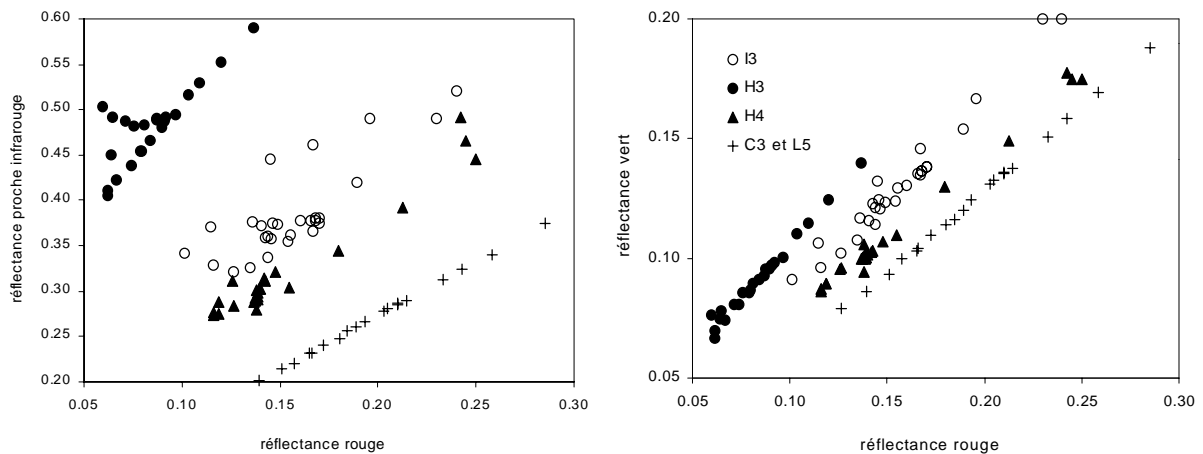 0.60
0.55
0.50
0.45
0.40
0.35
0.30
0.25
0.20
réflectance proche infrarouge
0.05 0.10 0.15 0.20 0.25 0.30
réflectance rouge
0.20
0.15
0.10
0.05
réflectance vert
I3
H3
H4
C3 et L5
0.05 0.10 0.15 0.20 0.25 0.30
réflectance rouge